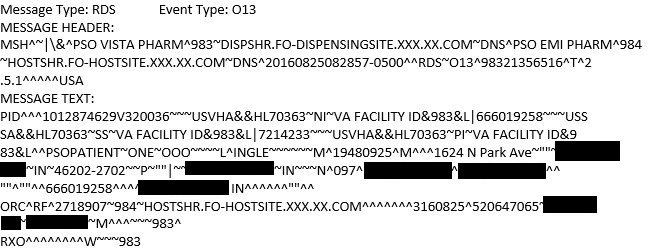 Message Type: RDS Event Type: O13
MESSAGE HEADER:
MSH^~|\&^PSO VISTA PHARM^983~DISPSHR.FO-DISPENSINGSITE.XXX.XX.COM~DNS^PSO EMI PHARM^984
~HOSTSHR.FO-HOSTSITE.XXX.XX.COM~DNS^20160825082857-0500^^RDS~O13^98321356516^T^2
.5.1^^^^^USA
MESSAGE TEXT:
PID^^^1012874629V320036~~~USVHA&&HL70363~NI~VA FACILITY ID&983&L|666019258~~~USS
SA&&HL70363~SS~VA FACILITY ID&983&L|7214233~~~USVHA&&HL70363~PI~VA FACILITY ID&9
83&L^^PSOPATIENT~ONE~OOO~~~~L^INGLE~~~~~~M^19480925^M^^^1624 N Park Ave~""~
~IN~46202-2702~~P~""|~~ ~IN~~~N^097^ ^ ^^
""^""^^666019258^^^^ IN^^^^^^""^^
ORC^RF^2718907~984~HOSTSHR.FO-HOSTSITE.XXX.XX.COM^^^^^^^3160825^520647065~
~ ~M^^^~~~983^
RXO^^^^^^^^W~~~983